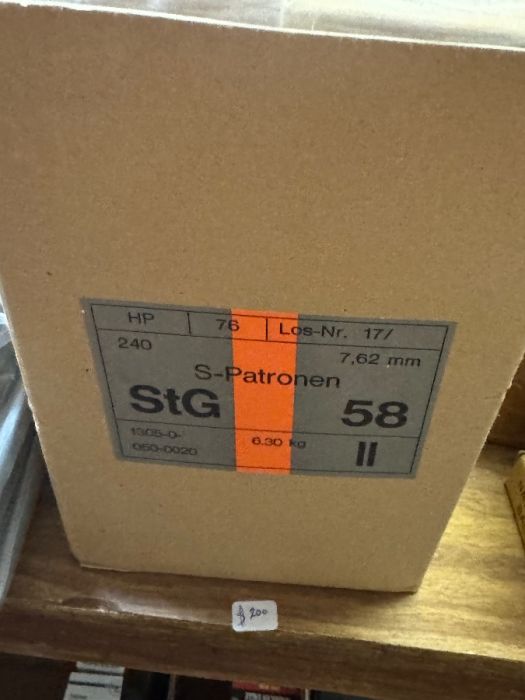 HP 76 Los-Nr. 17/
240 7,62 mm
S-Patronen
StG 58
1305-0-
050-0020 6.30 kg II
$200